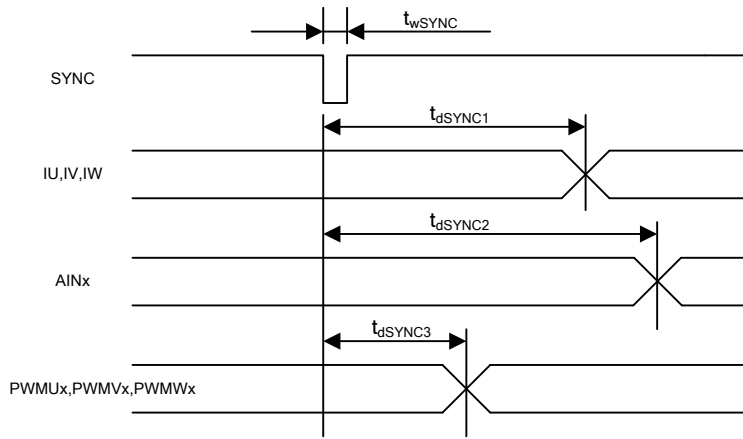 twSYNC
SYNC
tdSYNC1
IU,IV,IW
tdSYNC2
AINx
tdSYNC3
PWMUx,PWMVx,PWMWx